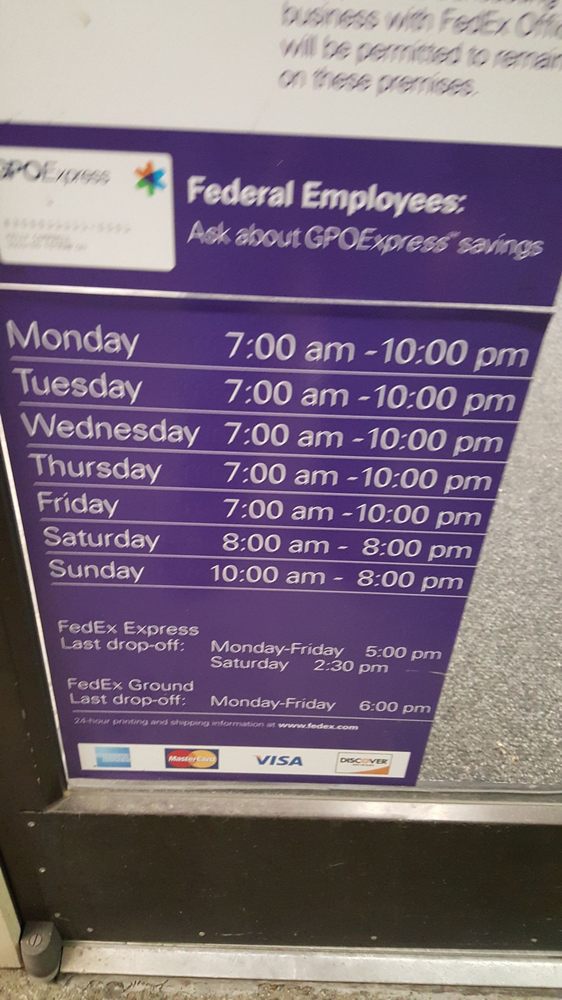 business with FedEx Offic
will be permitted to remain
on these premises.
GPOExpress
Federal Employees:
Ask about GPOExpress℠ savings
Monday 7:00 am - 10:00 pm
Tuesday 7:00 am - 10:00 pm
Wednesday 7:00 am - 10:00 pm
Thursday 7:00 am - 10:00 pm
Friday 7:00 am - 10:00 pm
Saturday 8:00 am - 8:00 pm
Sunday 10:00 am - 8:00 pm
FedEx Express
Last drop-off: Monday-Friday 5:00 pm
Saturday 2:30 pm
FedEx Ground
Last drop-off: Monday-Friday 6:00 pm
24-hour printing and shipping information at www.fedex.com
MasterCard VISA DISCOVER